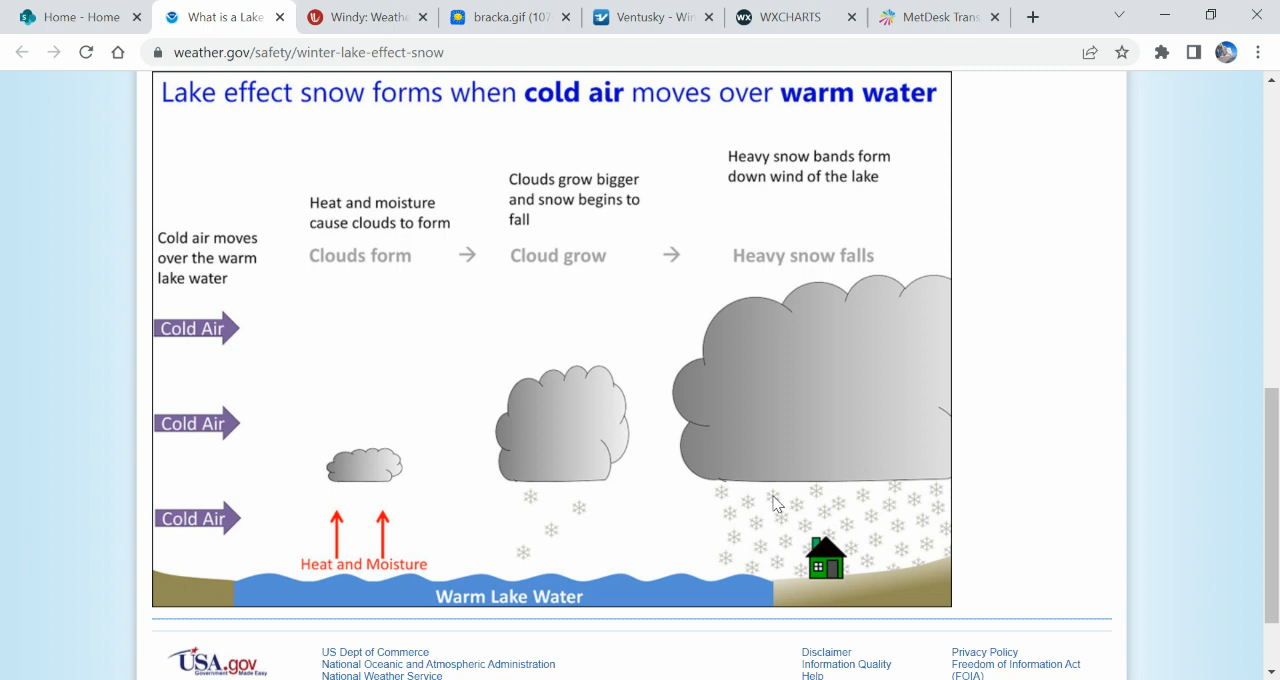 Home - Home
What is a Lake
Windy: Weathe
bracka.gif (107
Ventusky - Win
WXCHARTS
MetDesk Trans
weather.gov/safety/winter-lake-effect-snow
Lake effect snow forms when cold air moves over warm water
Heavy snow bands form
down wind of the lake
Clouds grow bigger
and snow begins to
fall
Heat and moisture
cause clouds to form
Cold air moves
over the warm
lake water
Clouds form → Cloud grow → Heavy snow falls
Cold Air
Cold Air
Cold Air
Heat and Moisture
Warm Lake Water
USA.gov
Government Made Easy
US Dept of Commerce
National Oceanic and Atmospheric Administration
National Weather Service
Disclaimer
Information Quality
Help
Privacy Policy
Freedom of Information Act
(FOIA)